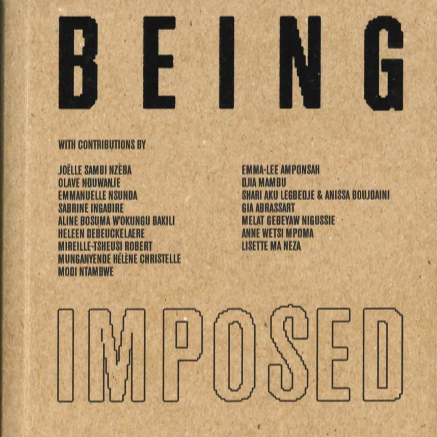 BEING
WITH CONTRIBUTIONS BY
JOËLLE SAMBI NZEBA
OLAVE NDUWANJE
EMMANUELLE NSUNDA
SABRINE INGABIRE
ALINE BOSUMA W'OKUNGU BAKILI
HELEEN DEBEUCKELAERE
MIREILLE-TSHEUSI ROBERT
MUNGANYENDE HÉLÈNE CHRISTELLE
MODI NTAMBWE
EMMA-LEE AMPONSAH
DJIA MAMBU
SHARI AKU LEGBEDJE & ANISSA BOUJDAINI
GIA ABRASSART
MELAT GEBEYAW NIGUSSIE
ANNE WETSI MPOMA
LISETTE MA NEZA
IMPOSED